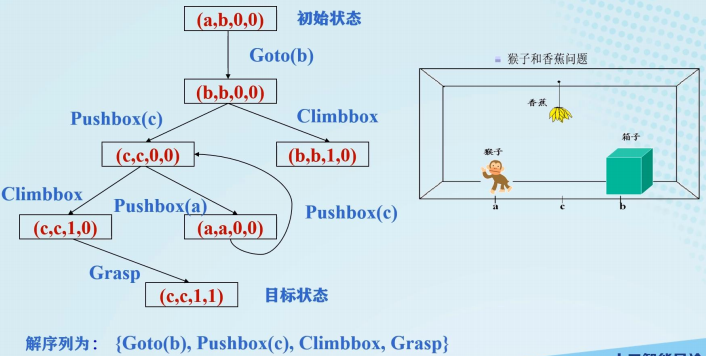 (a,b,0,0)
初始状态
Goto(b)
(b,b,0,0)
Pushbox(c)
Climbbox
(c,c,0,0)
(b,b,1,0)
Climbbox
Pushbox(a)
Pushbox(c)
(c,c,1,0)
(a,a,0,0)
Grasp
(c,c,1,1)
目标状态
猴子和香蕉问题
香蕉
箱子
猴子
a
c
b
解序列为： {Goto(b), Pushbox(c), Climbbox, Grasp}